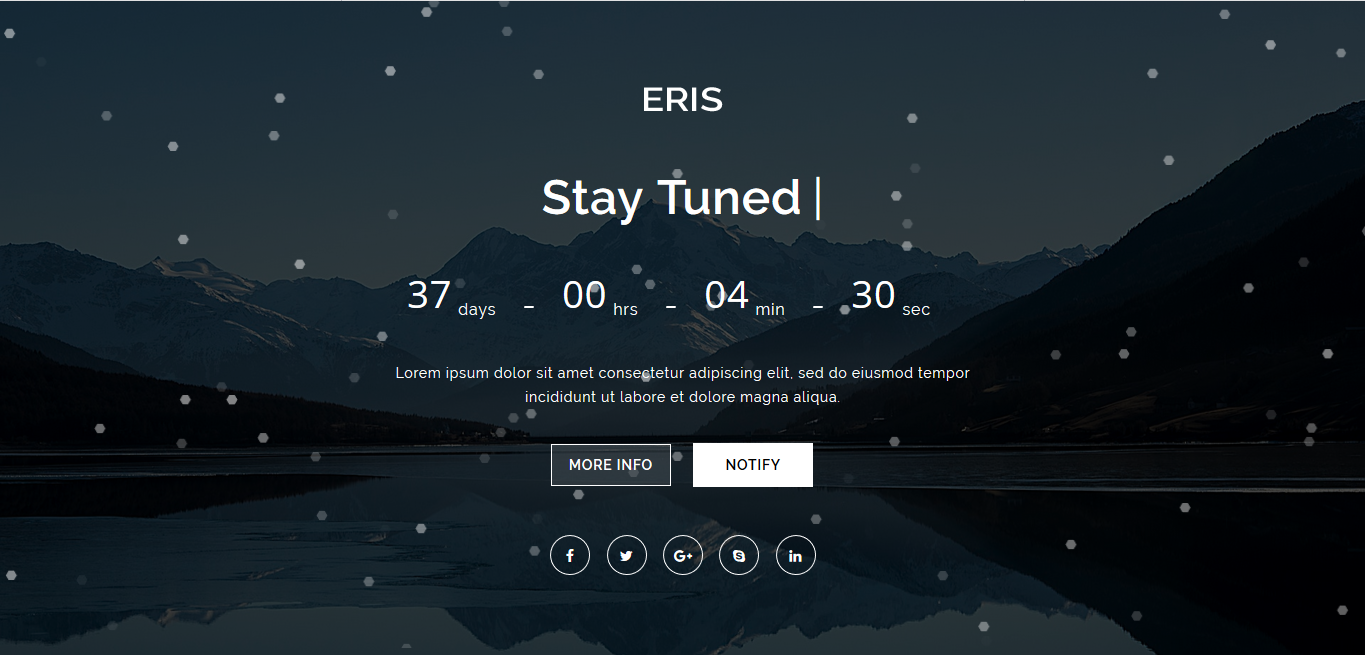 ERIS
Stay Tuned |
37 days - 00 hrs - 04 min - 30 sec
Lorem ipsum dolor sit amet consectetur adipiscing elit, sed do eiusmod tempor
incididunt ut labore et dolore magna aliqua.
MORE INFO NOTIFY